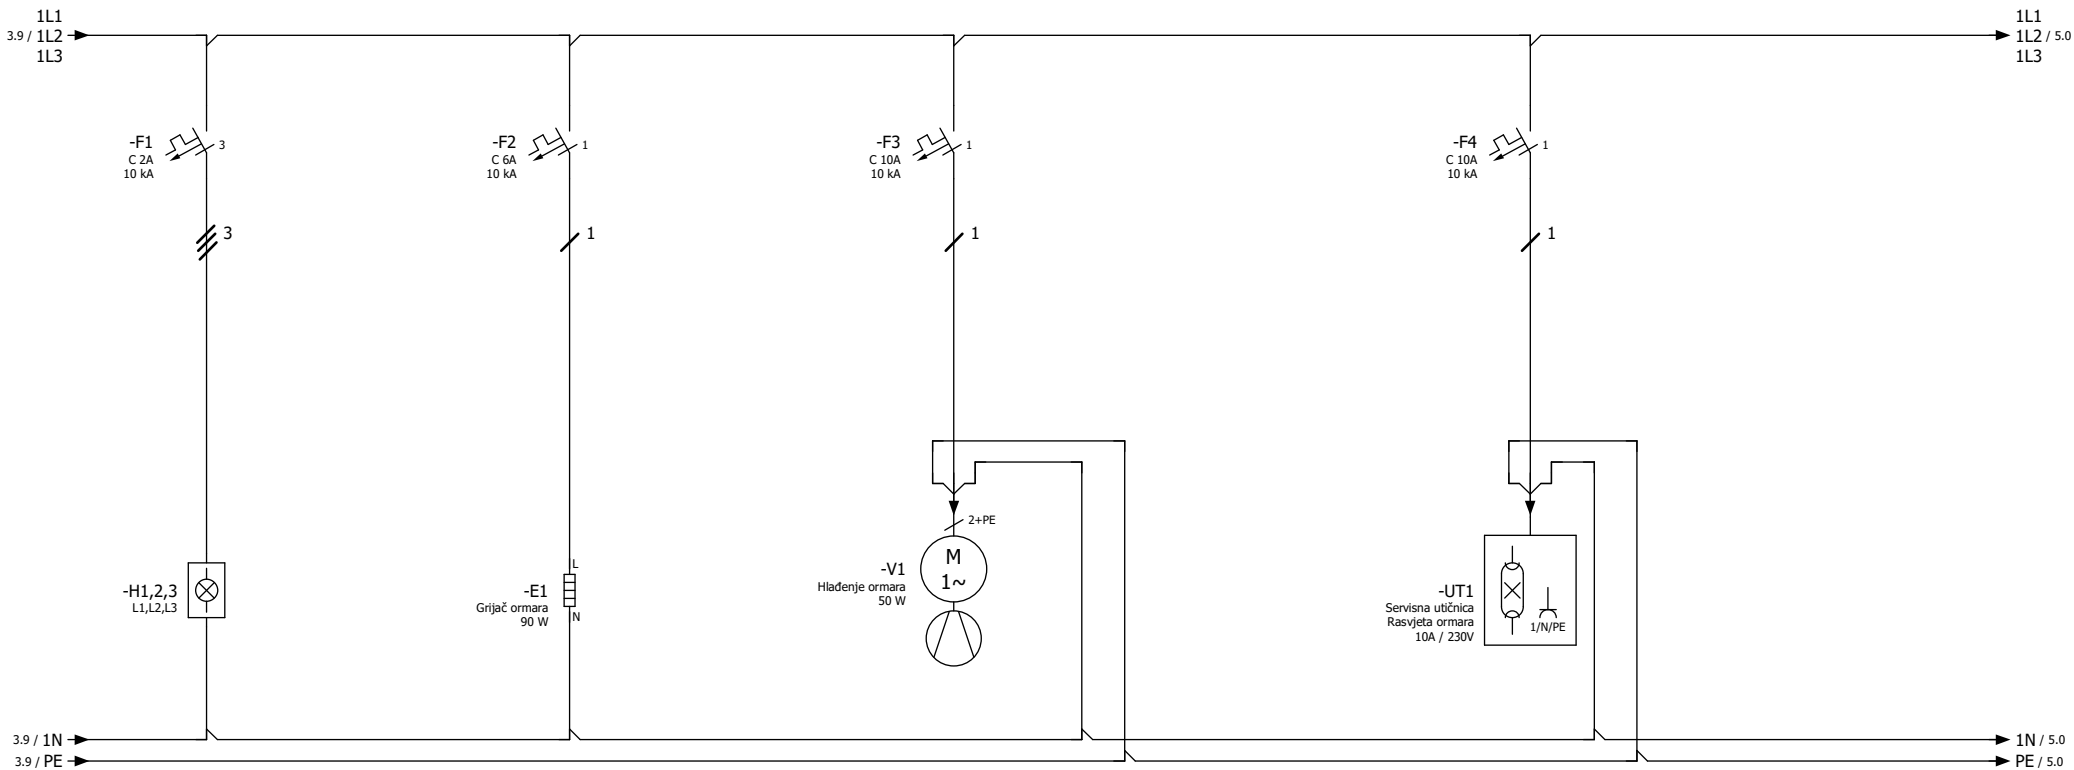 1L1
3.9 / 1L2
1L3
1L1
1L2 / 5.0
1L3
-F1
C 2A
10 kA
3
-F2
C 6A
10 kA
1
-F3
C 10A
10 kA
1
-F4
C 10A
10 kA
1
3
1
1
1
2+PE
-H1,2,3
L1,L2,L3
L
-E1
Grijač ormara
90 W
N
-V1
Hlađenje ormara
50 W
M
1~
-UT1
Servisna utičnica
Rasvjeta ormara
10A / 230V
1/N/PE
3.9 / 1N
3.9 / PE
1N / 5.0
PE / 5.0